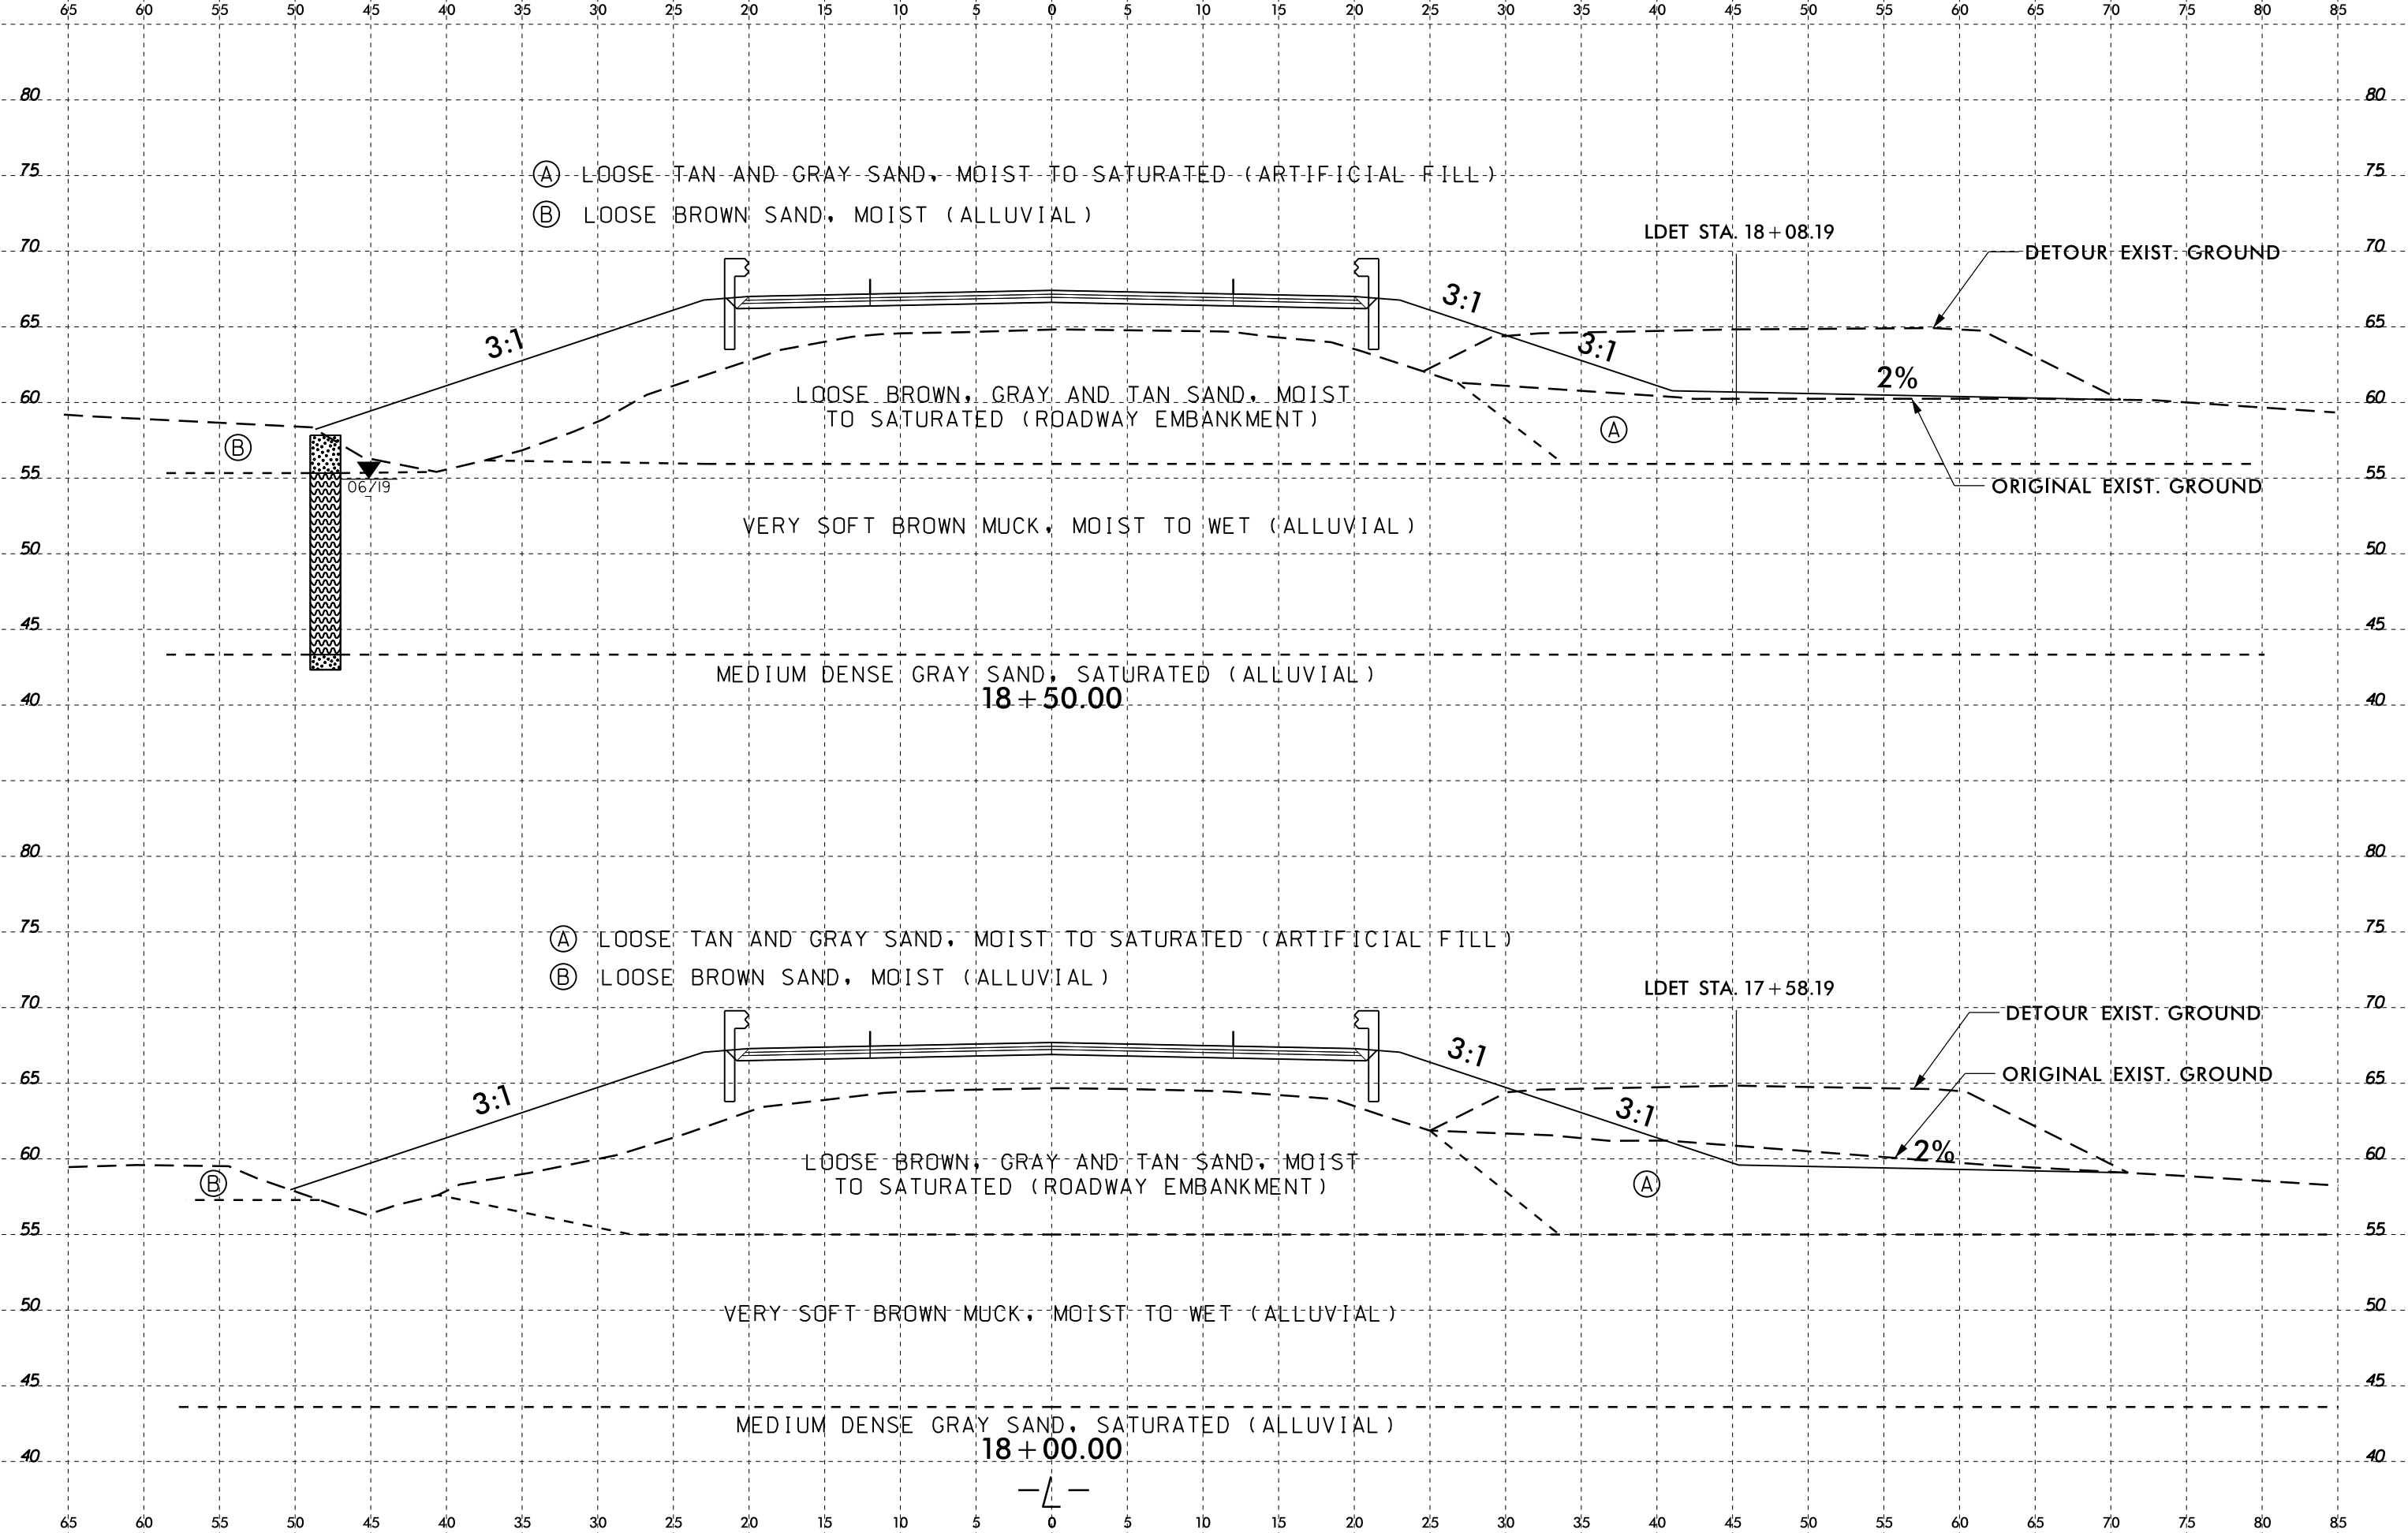 65 60 55 50 45 40 35 30 25 20 15 10 5 0 5 10 15 20 25 30 35 40 45 50 55 60 65 70 75 80 85
80 80
75 Ⓐ LOOSE TAN AND GRAY SAND, MOIST TO SATURATED (ARTIFICIAL FILL) 75
Ⓑ LOOSE BROWN SAND, MOIST (ALLUVIAL)
LDET STA. 18+08.19
70 70
DETOUR EXIST. GROUND
3:1
65 65
3:1 3:1
2%
60 60
LOOSE BROWN, GRAY AND TAN SAND, MOIST
TO SATURATED (ROADWAY EMBANKMENT)
Ⓐ
Ⓑ
55 55
06/19
ORIGINAL EXIST. GROUND
VERY SOFT BROWN MUCK, MOIST TO WET (ALLUVIAL)
50 50
45 45
MEDIUM DENSE GRAY SAND, SATURATED (ALLUVIAL)
40 18+50.00 40
80 80
75 75
Ⓐ LOOSE TAN AND GRAY SAND, MOIST TO SATURATED (ARTIFICIAL FILL)
Ⓑ LOOSE BROWN SAND, MOIST (ALLUVIAL)
LDET STA. 17+58.19
70 70
DETOUR EXIST. GROUND
3:1
ORIGINAL EXIST. GROUND
65 65
3:1
3:1
2%
60 60
LOOSE BROWN, GRAY AND TAN SAND, MOIST
TO SATURATED (ROADWAY EMBANKMENT)
Ⓑ Ⓐ
55 55
50 50
VERY SOFT BROWN MUCK, MOIST TO WET (ALLUVIAL)
45 45
MEDIUM DENSE GRAY SAND, SATURATED (ALLUVIAL)
18+00.00
40 40
-L-
65 60 55 50 45 40 35 30 25 20 15 10 5 0 5 10 15 20 25 30 35 40 45 50 55 60 65 70 75 80 85